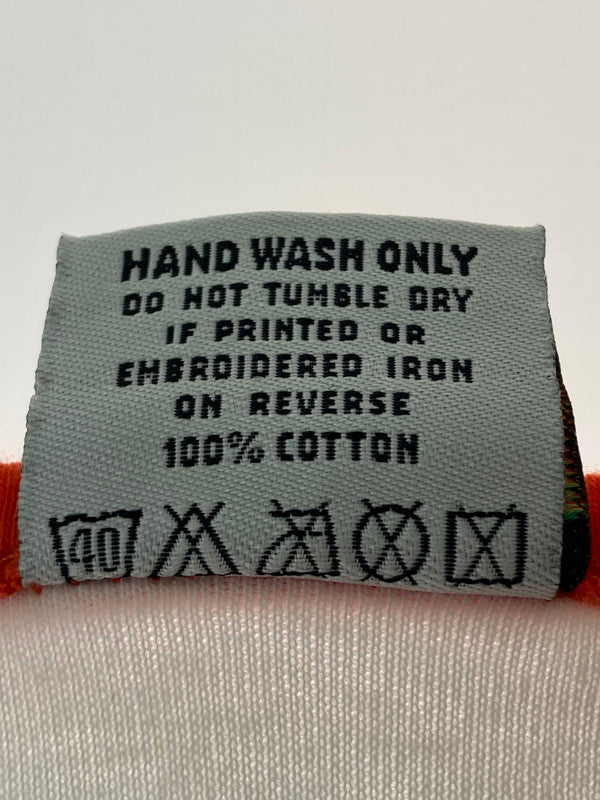 HAND WASH ONLY
DO NOT TUMBLE DRY
IF PRINTED OR
EMBROIDERED IRON
ON REVERSE
100% COTTON
40